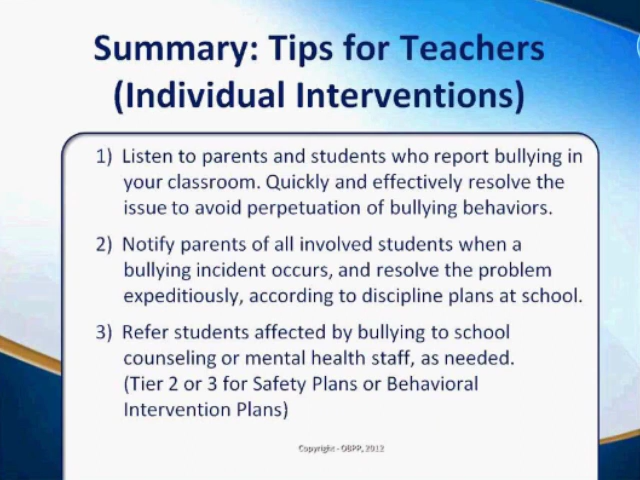 Summary: Tips for Teachers
(Individual Interventions)
1) Listen to parents and students who report bullying in
your classroom. Quickly and effectively resolve the
issue to avoid perpetuation of bullying behaviors.
2) Notify parents of all involved students when a
bullying incident occurs, and resolve the problem
expeditiously, according to discipline plans at school.
3) Refer students affected by bullying to school
counseling or mental health staff, as needed.
(Tier 2 or 3 for Safety Plans or Behavioral
Intervention Plans)
Copyright - OBPP, 2012